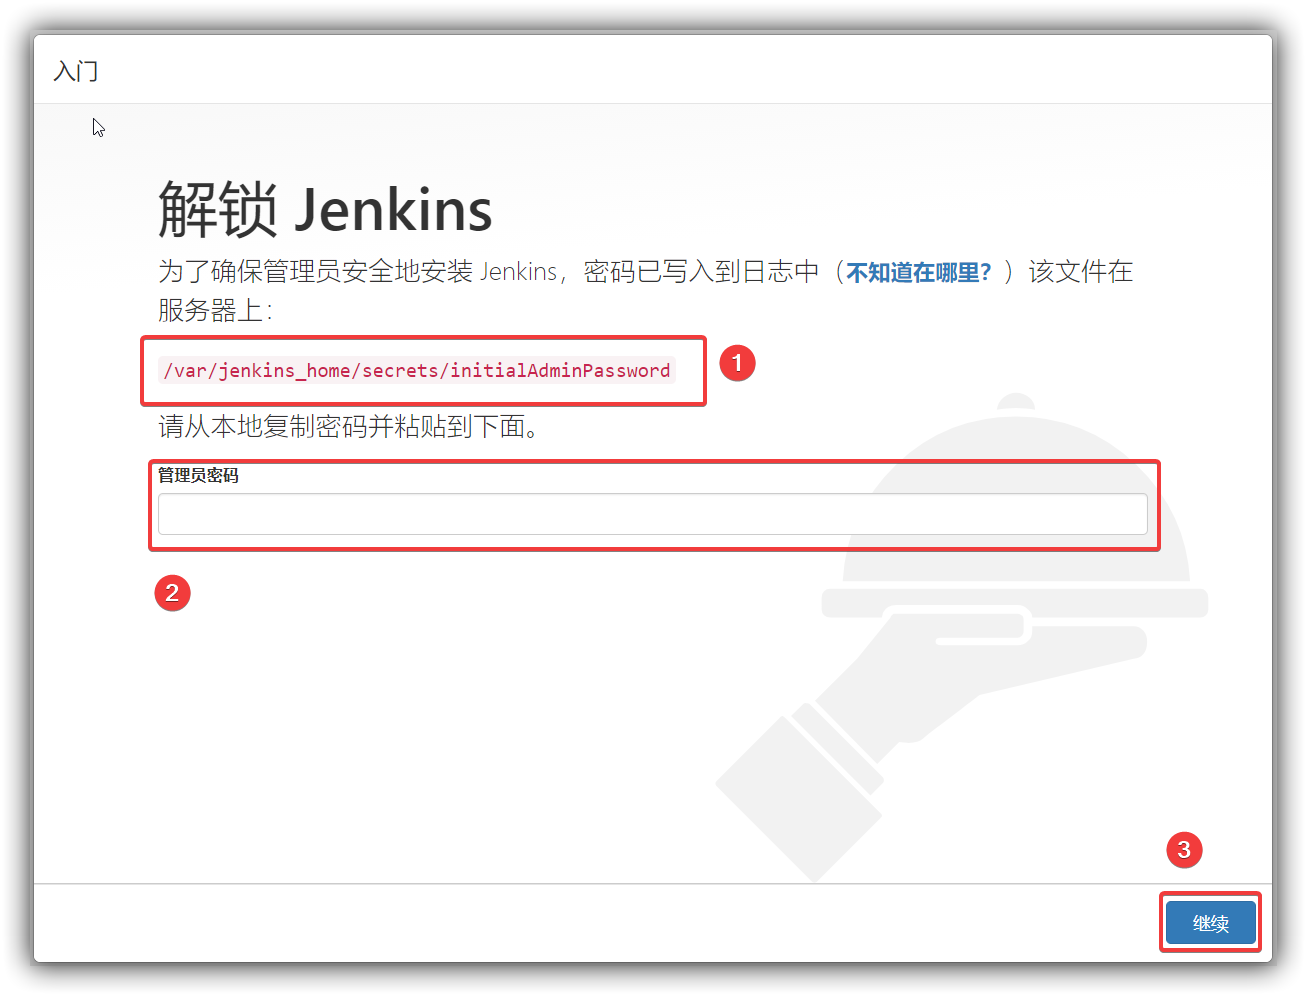 入门
解锁 Jenkins
为了确保管理员安全地安装 Jenkins，密码已写入到日志中（不知道在哪里？）该文件在
服务器上：
/var/jenkins_home/secrets/initialAdminPassword
1
请从本地复制密码并粘贴到下面。
管理员密码
2
3
继续